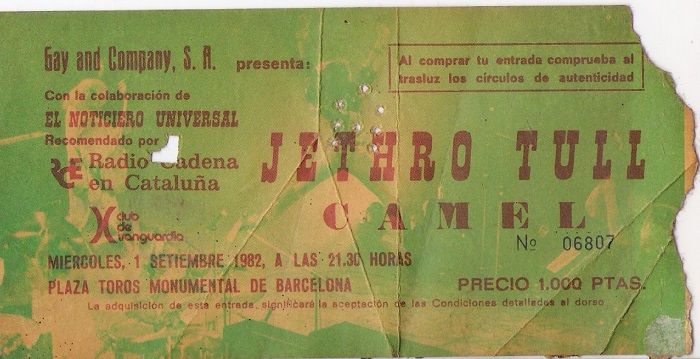 Gay and Company, S. A. presenta:
Al comprar tu entrada comprueba al
trasluz los círculos de autenticidad
Con la colaboración de
EL NOTICIERO UNIVERSAL
Recomendado por
RCE Radio Cadena
en Cataluña
club
de
vanguardia
JETHRO TULL
CAMEL
Nº 06807
MIERCOLES, 1 SETIEMBRE 1982, A LAS 21,30 HORAS
PLAZA TOROS MONUMENTAL DE BARCELONA
PRECIO 1.000 PTAS.
La adquisición de esta entrada, significará la aceptación de las Condiciones detallados al dorso